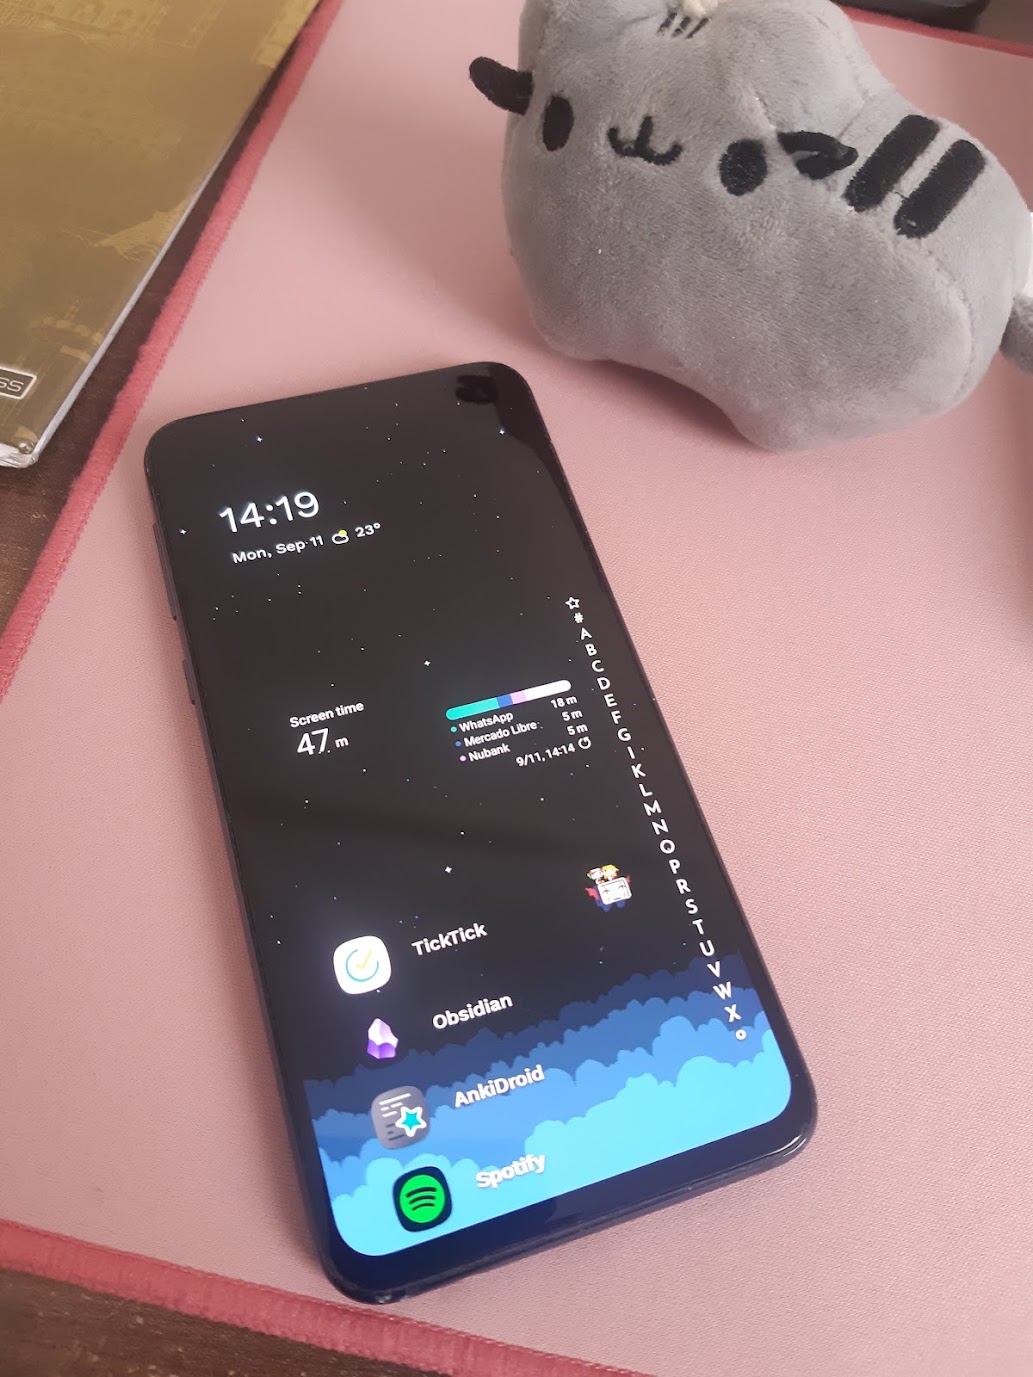 SS
14:19
Mon, Sep 11 23°
Screen time
47 m
WhatsApp 18 m
Mercado Libre 5 m
Nubank 5 m
9/11, 14:14
#
A
B
C
D
E
F
G
I
K
L
M
N
O
P
R
S
T
U
V
W
X
TickTick
Obsidian
AnkiDroid
Spotify